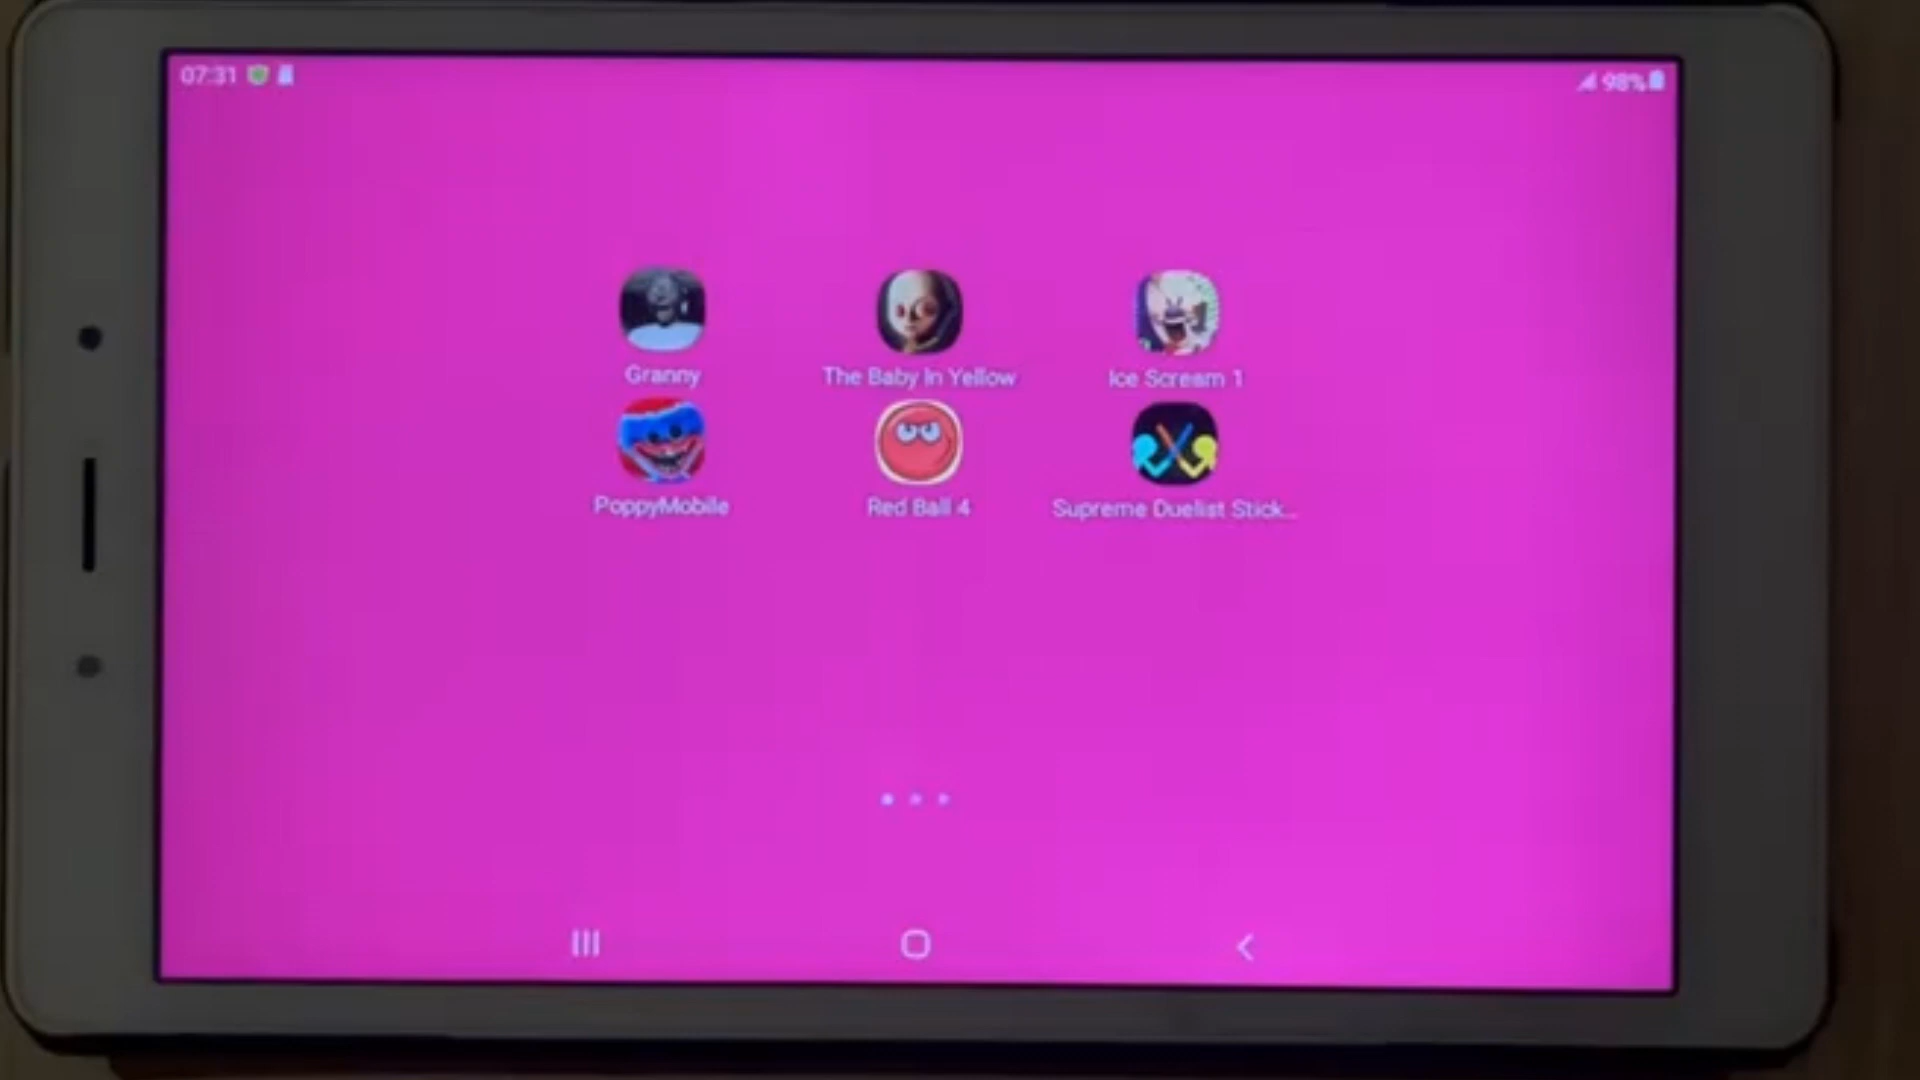 07:31
98%
Granny
The Baby In Yellow
Ice Scream 1
PoppyMobile
Red Ball 4
Supreme Duelist Stick...